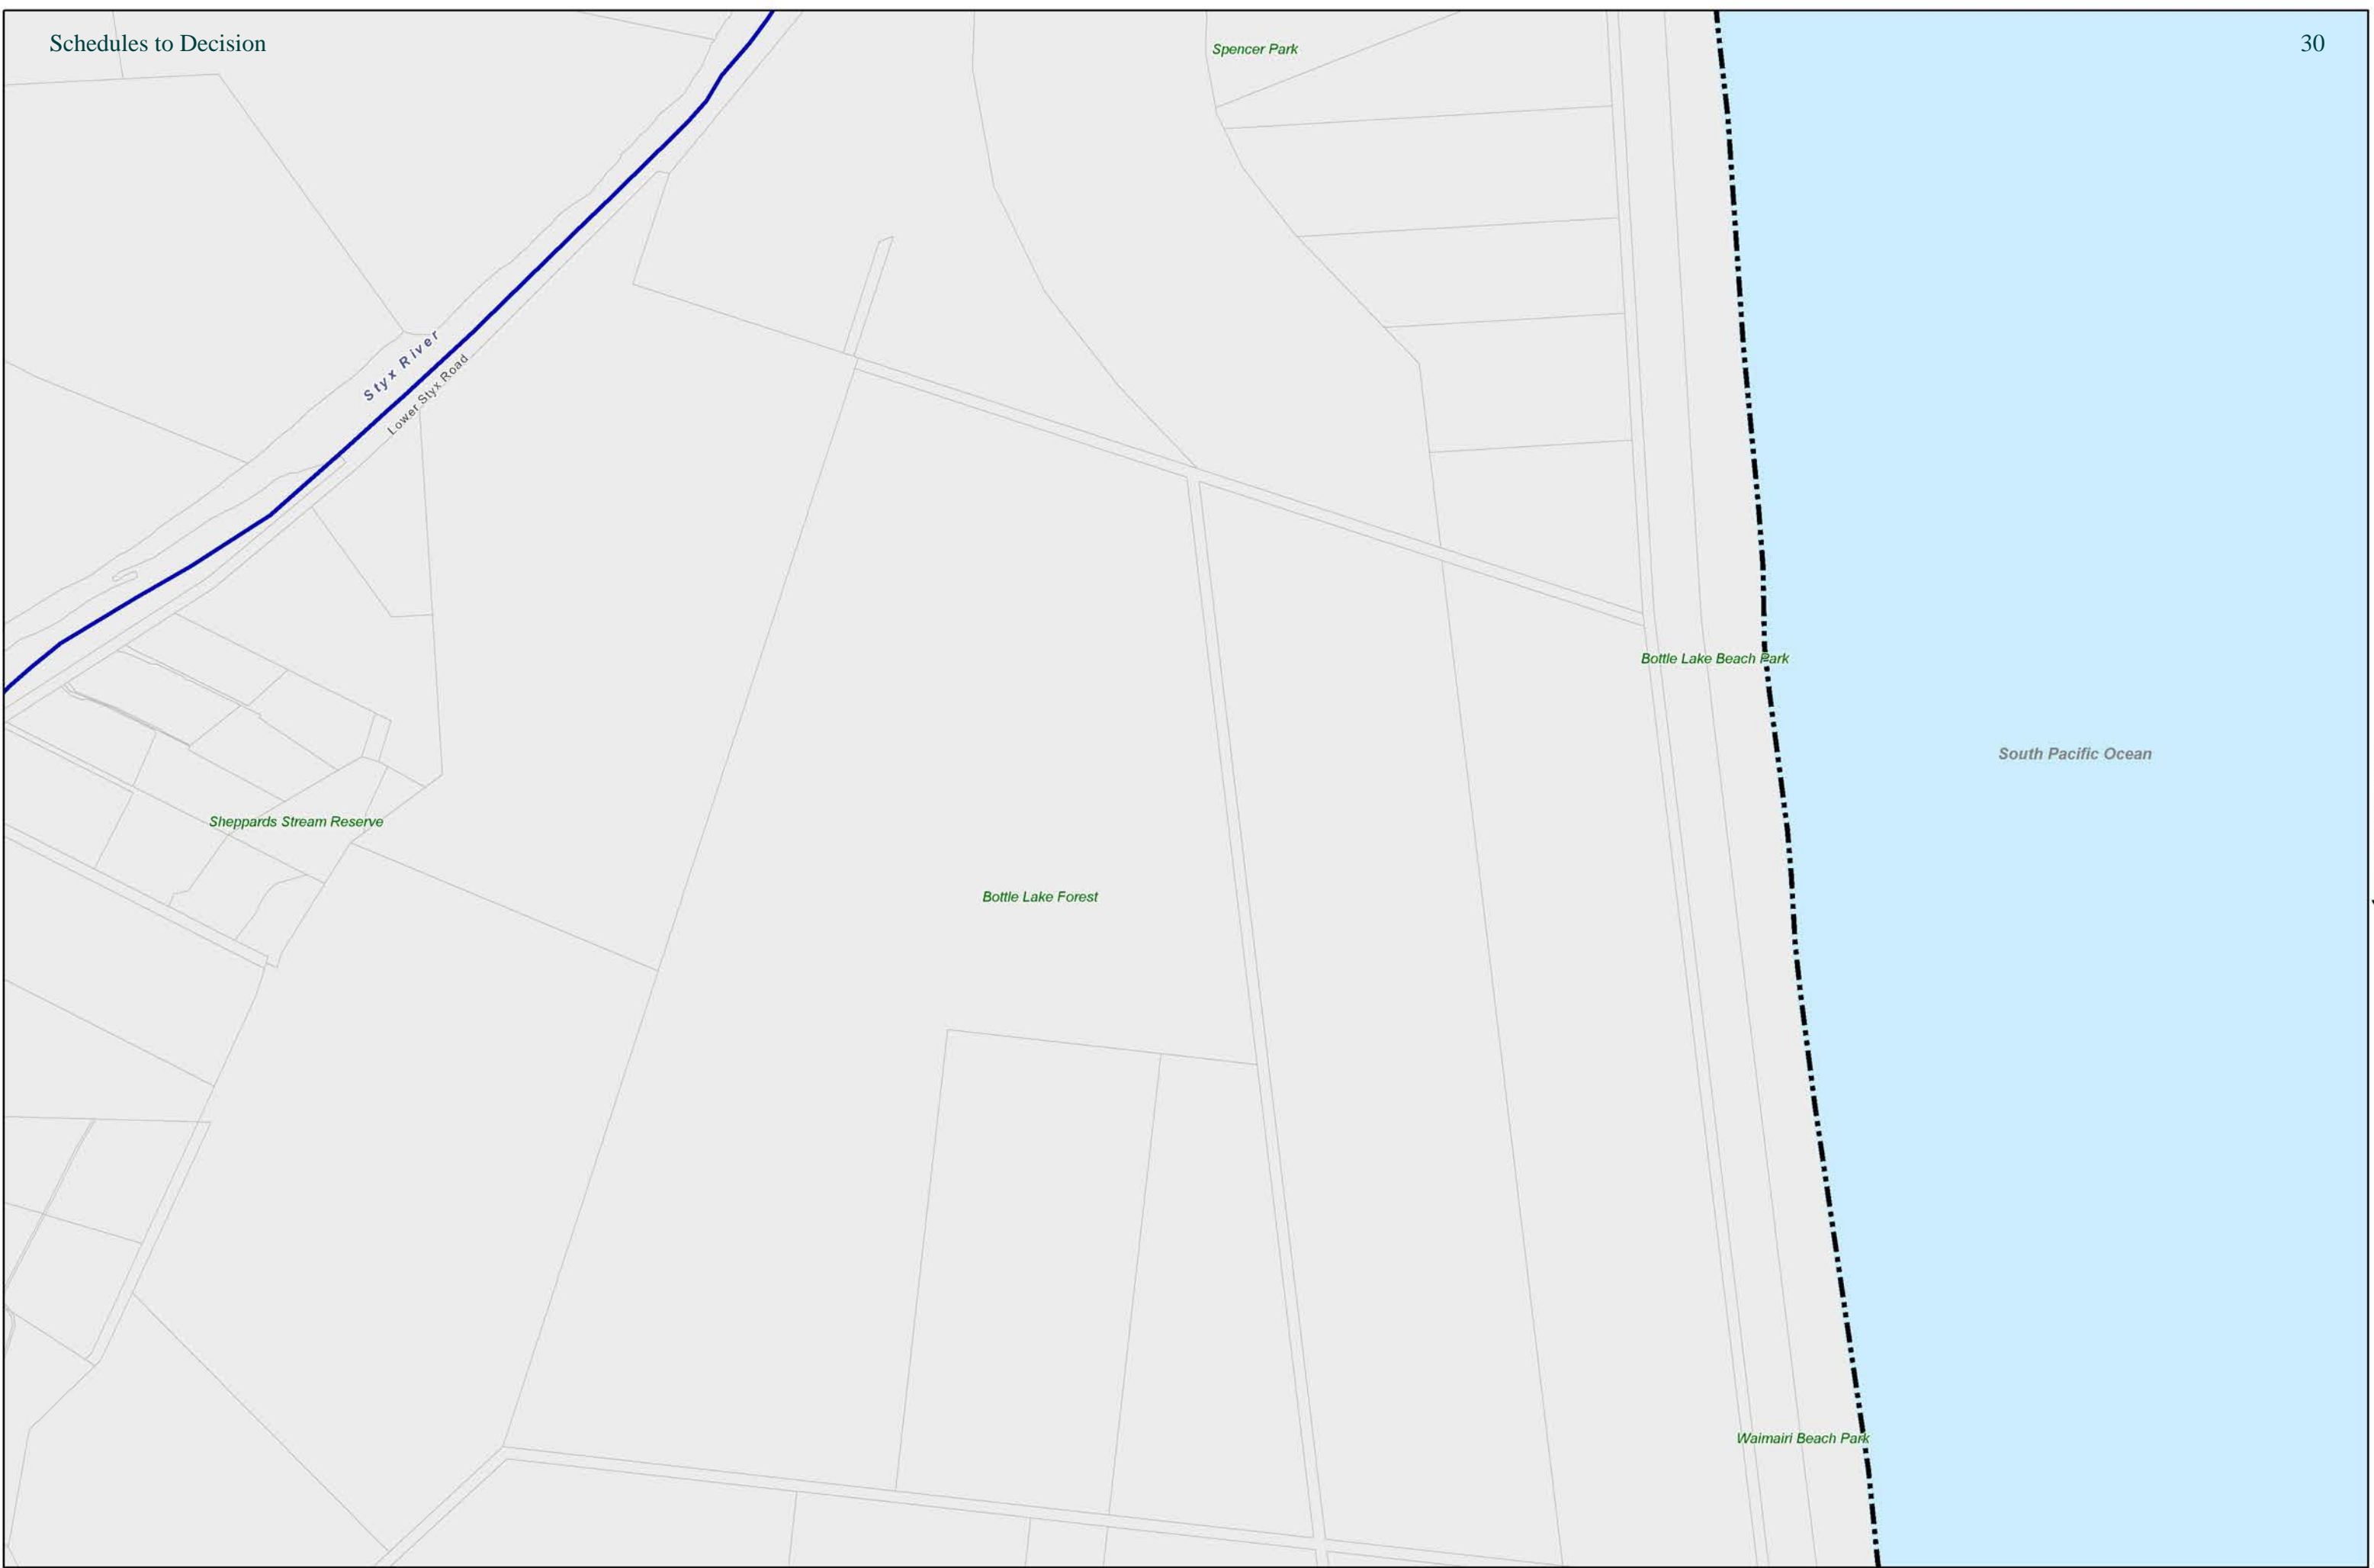 Schedules to Decision
30
Spencer Park
Styx River
Lower Styx Road
Bottle Lake Beach Park
South Pacific Ocean
Sheppards Stream Reserve
Bottle Lake Forest
Waimairi Beach Park